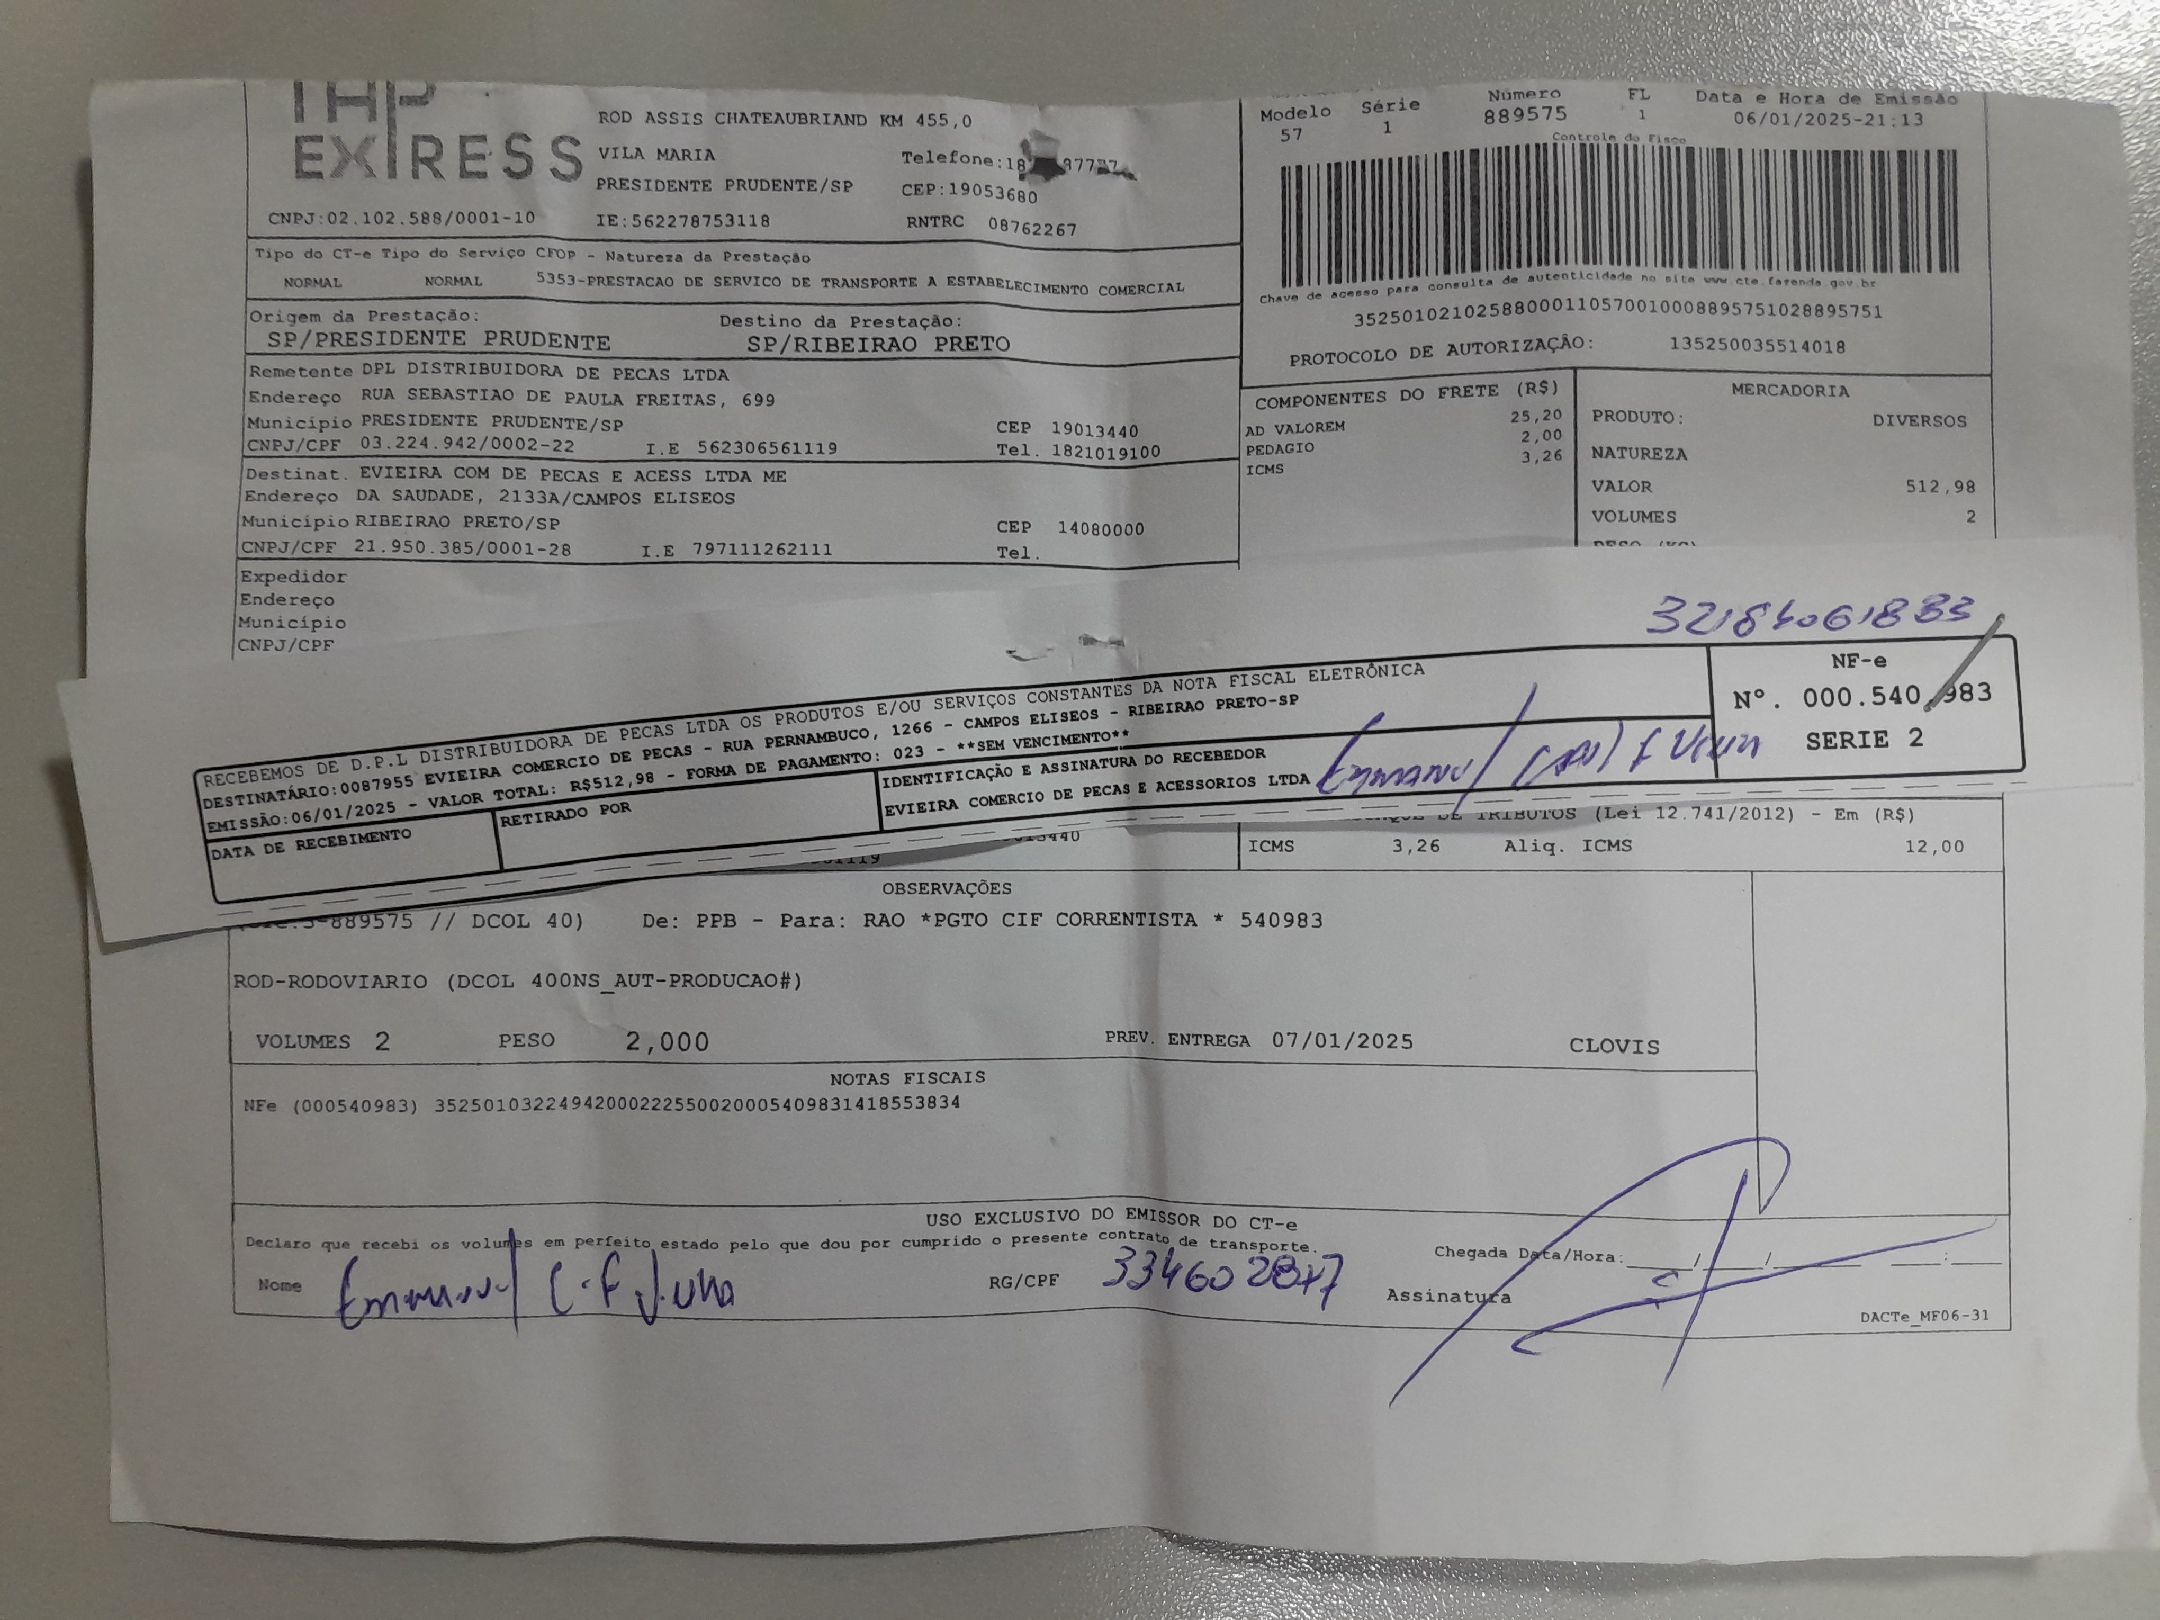 THP
EXPRESS
ROD ASSIS CHATEAUBRIAND KM 455,0
VILA MARIA
Telefone:18
PRESIDENTE PRUDENTE/SP
CEP:19053680
CNPJ:02.102.588/0001-10
IE:562278753118
RNTRC 08762267
Modelo Série Número FL Data e Hora de Emissão
57 1 889575 1 06/01/2025-21:13
Controle do Fisco
Chave de acesso para consulta de autenticidade no site www.cte.fazenda.gov.br
35250102102588000110570010008895751028895751
PROTOCOLO DE AUTORIZAÇÃO: 135250035514018
Tipo do CT-e Tipo do Serviço CFOP - Natureza da Prestação
NORMAL NORMAL 5353-PRESTACAO DE SERVICO DE TRANSPORTE A ESTABELECIMENTO COMERCIAL
Origem da Prestação: Destino da Prestação:
SP/PRESIDENTE PRUDENTE SP/RIBEIRAO PRETO
Remetente DPL DISTRIBUIDORA DE PECAS LTDA
Endereço RUA SEBASTIAO DE PAULA FREITAS, 699
Município PRESIDENTE PRUDENTE/SP CEP 19013440
CNPJ/CPF 03.224.942/0002-22 I.E 562306561119 Tel. 1821019100
Destinat. EVIEIRA COM DE PECAS E ACESS LTDA ME
Endereço DA SAUDADE, 2133A/CAMPOS ELISEOS
Município RIBEIRAO PRETO/SP CEP 14080000
CNPJ/CPF 21.950.385/0001-28 I.E 797111262111 Tel.
Expedidor
Endereço
Município
CNPJ/CPF
COMPONENTES DO FRETE (R$)
AD VALOREM 25,20
PEDAGIO 2,00
ICMS 3,26
MERCADORIA
PRODUTO: DIVERSOS
NATUREZA
VALOR 512,98
VOLUMES 2
PESO (KG)
32184061883
RECEBEMOS DE D.P.L DISTRIBUIDORA DE PECAS LTDA OS PRODUTOS E/OU SERVIÇOS CONSTANTES DA NOTA FISCAL ELETRÔNICA
DESTINATÁRIO:0087955 EVIEIRA COMERCIO DE PECAS - RUA PERNAMBUCO, 1266 - CAMPOS ELISEOS - RIBEIRAO PRETO-SP
EMISSÃO:06/01/2025 - VALOR TOTAL: R$512,98 - FORMA DE PAGAMENTO: 023 - **SEM VENCIMENTO**
DATA DE RECEBIMENTO
RETIRADO POR
IDENTIFICAÇÃO E ASSINATURA DO RECEBEDOR
EVIEIRA COMERCIO DE PECAS E ACESSORIOS LTDA
NF-e
Nº. 000.540.983
SERIE 2
DE TRIBUTOS (Lei 12.741/2012) - Em (R$)
ICMS 3,26 Aliq. ICMS 12,00
OBSERVAÇÕES
889575 // DCOL 40) De: PPB - Para: RAO *PGTO CIF CORRENTISTA * 540983
ROD-RODOVIARIO (DCOL 400NS_AUT-PRODUCAO#)
VOLUMES 2 PESO 2,000 PREV. ENTREGA 07/01/2025 CLOVIS
NOTAS FISCAIS
NFe (000540983) 35250103224942000222550020005409831418553834
USO EXCLUSIVO DO EMISSOR DO CT-e
Declaro que recebi os volumes em perfeito estado pelo que dou por cumprido o presente contrato de transporte.
Chegada Data/Hora:____/____/____ ____:____
Nome Emanuel C.F.
RG/CPF
Assinatura
DACTe_MF06-31